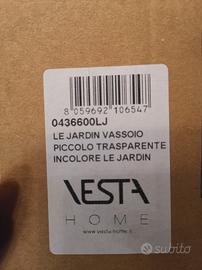 8 059692 106547
0436600LJ
LE JARDIN VASSOIO
PICCOLO TRASPARENTE
INCOLORE LE JARDIN
VESTA
HOME
www.vesta-home.it
subito